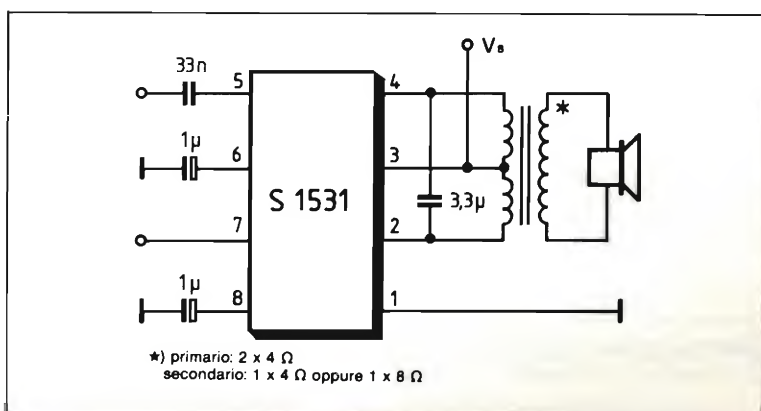 33n
5
4
Vs
1µ
6
3
S 1531
3,3µ
7
2
1µ
8
1
*
*) primario: 2 x 4 Ω
secondario: 1 x 4 Ω oppure 1 x 8 Ω